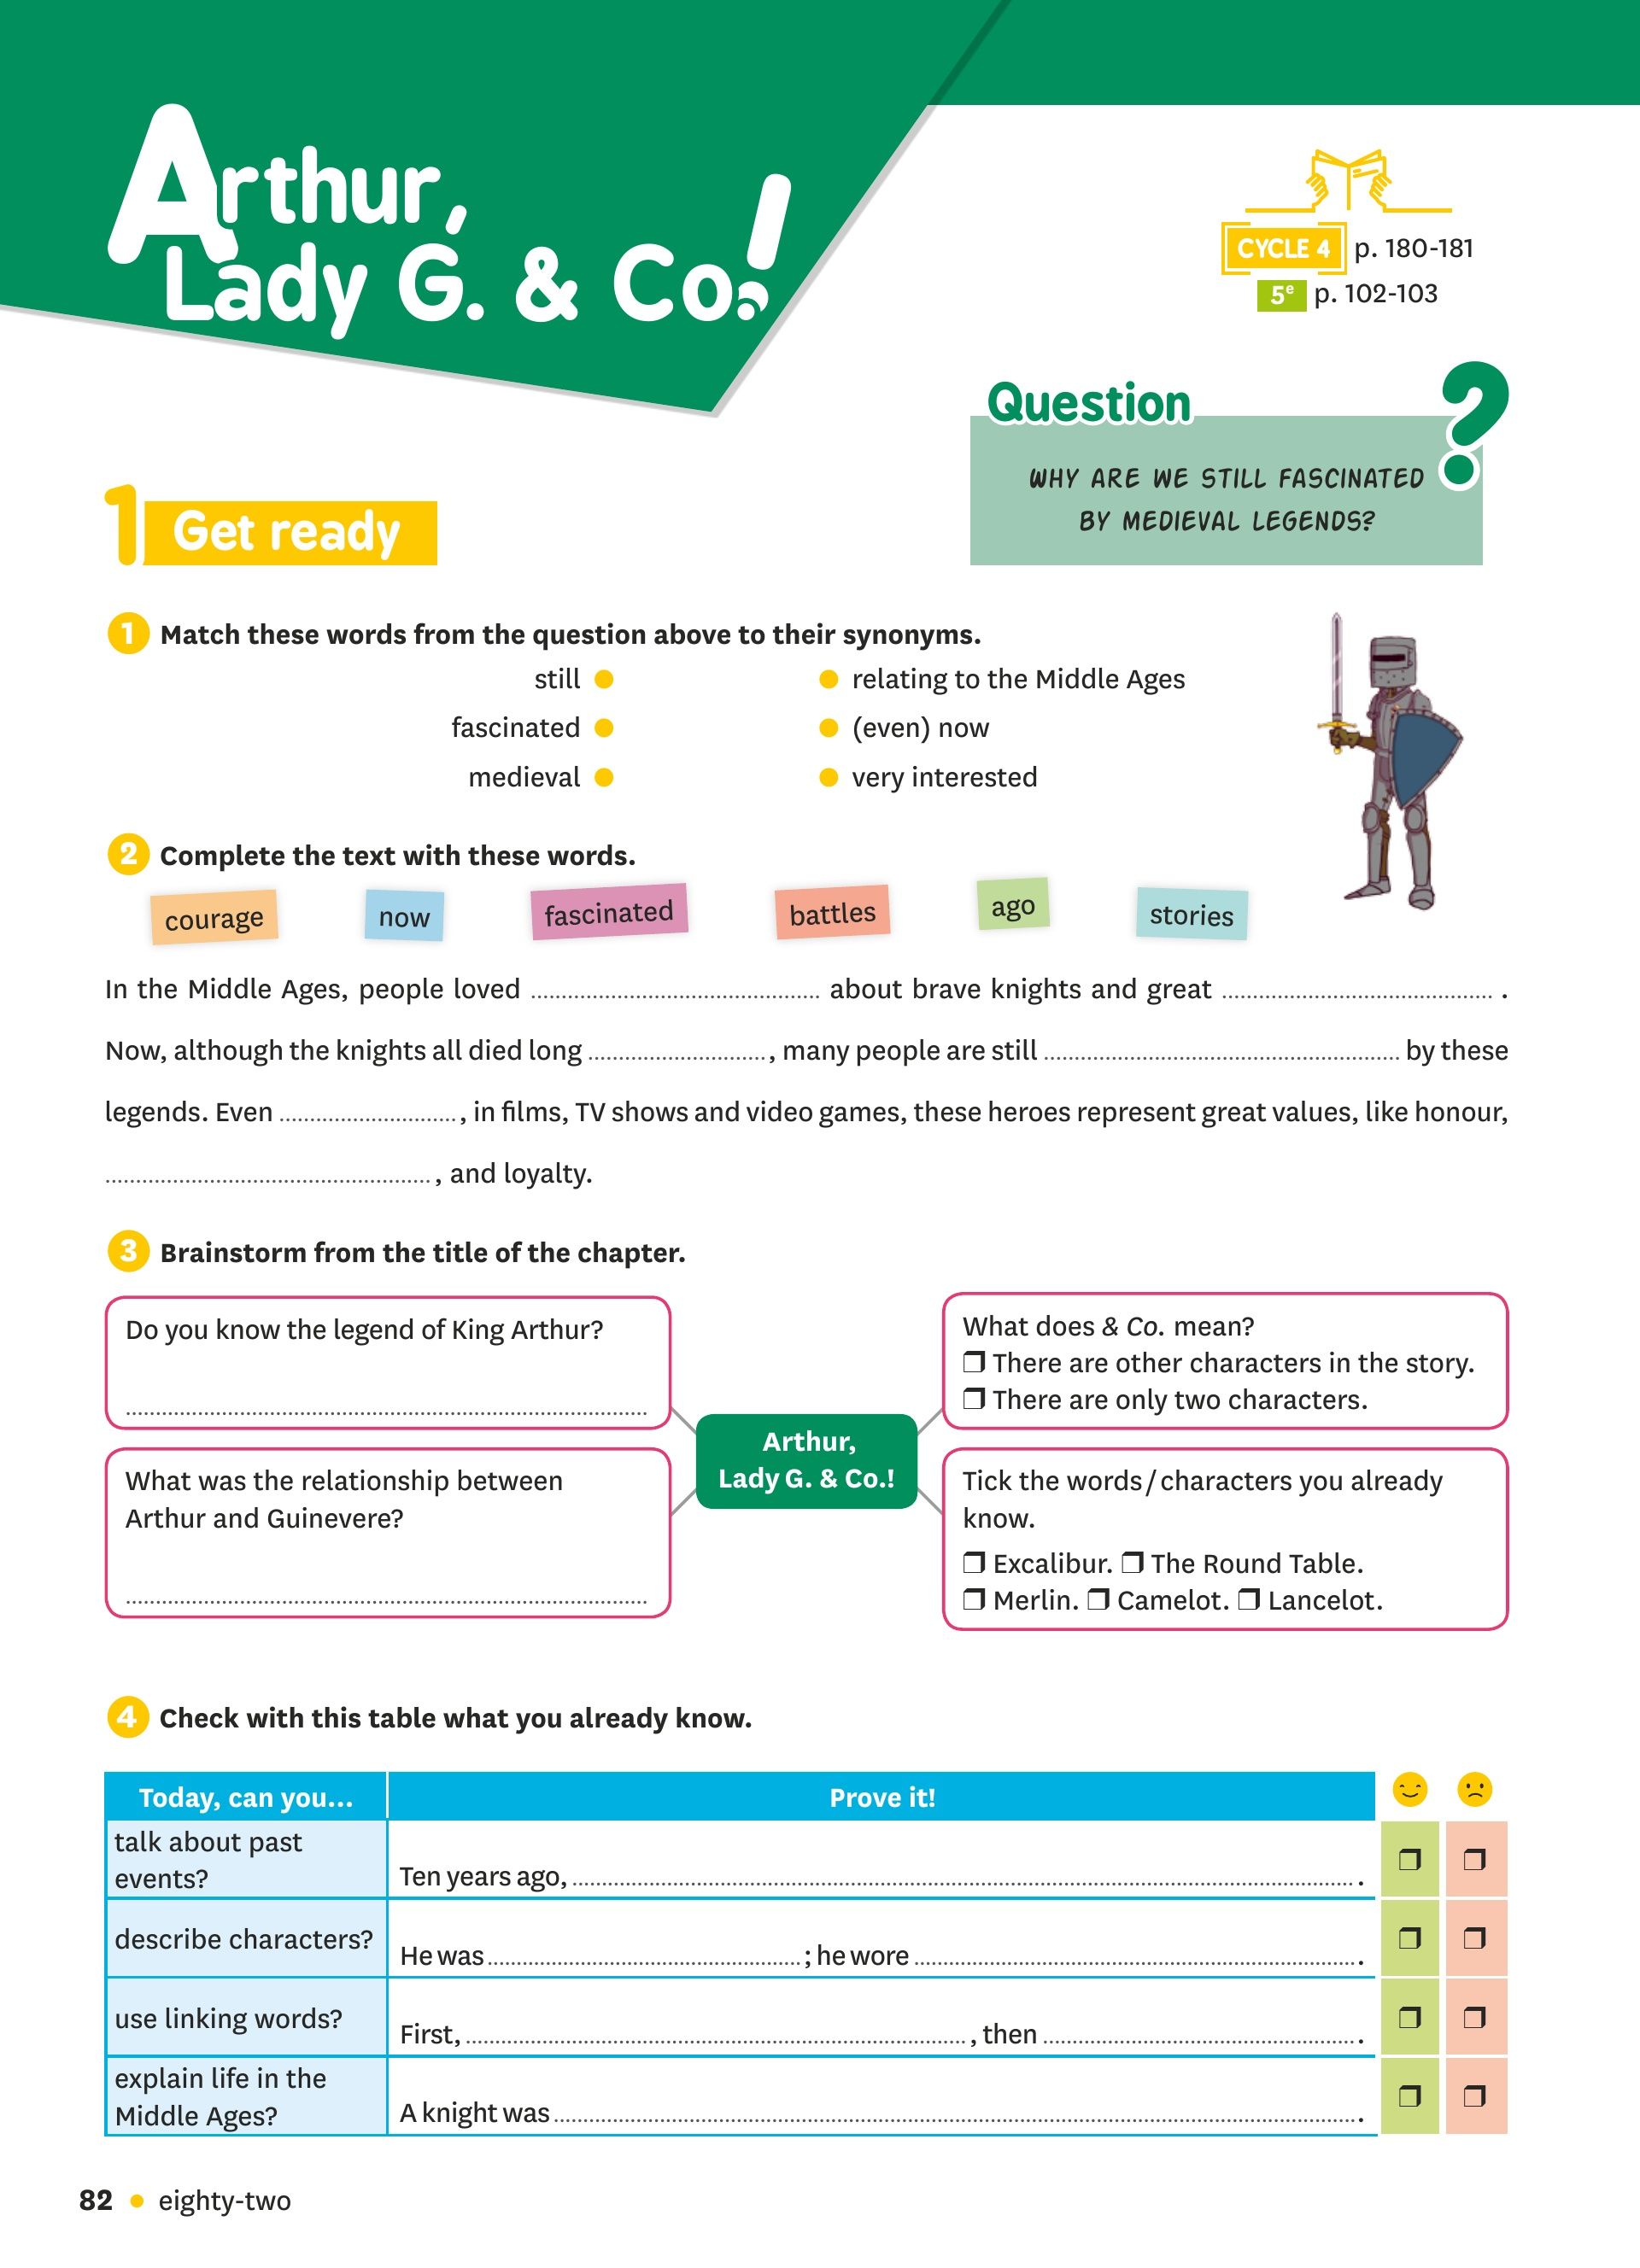 Arthur,
Lady G. & Co.!
CYCLE 4 p. 180-181
5e p. 102-103
Question ?
WHY ARE WE STILL FASCINATED
BY MEDIEVAL LEGENDS?
1 Get ready
1 Match these words from the question above to their synonyms.
still relating to the Middle Ages
fascinated (even) now
medieval very interested
2 Complete the text with these words.
courage now fascinated battles ago stories
In the Middle Ages, people loved .......... about brave knights and great .......... .
Now, although the knights all died long .........., many people are still .......... by these
legends. Even .........., in films, TV shows and video games, these heroes represent great values, like honour,
.........., and loyalty.
3 Brainstorm from the title of the chapter.
Do you know the legend of King Arthur?
..........
What was the relationship between
Arthur and Guinevere?
..........
Arthur,
Lady G. & Co.!
What does & Co. mean?
❒ There are other characters in the story.
❒ There are only two characters.
Tick the words/characters you already
know.
❒ Excalibur. ❒ The Round Table.
❒ Merlin. ❒ Camelot. ❒ Lancelot.
4 Check with this table what you already know.
Today, can you... Prove it!
talk about past
events?
Ten years ago, .......... .
❒ ❒
describe characters?
He was ..........; he wore .......... .
❒ ❒
use linking words?
First, .........., then .......... .
❒ ❒
explain life in the
Middle Ages?
A knight was .......... .
❒ ❒
82 • eighty-two